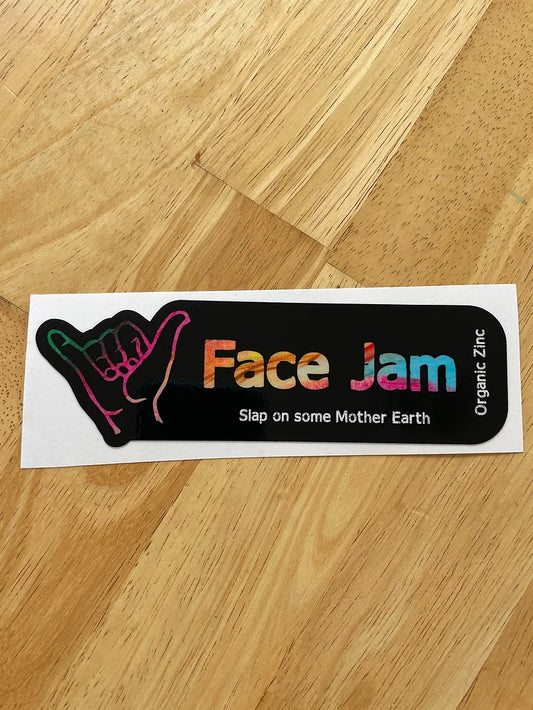 Face Jam
Slap on some Mother Earth
Organic Zinc